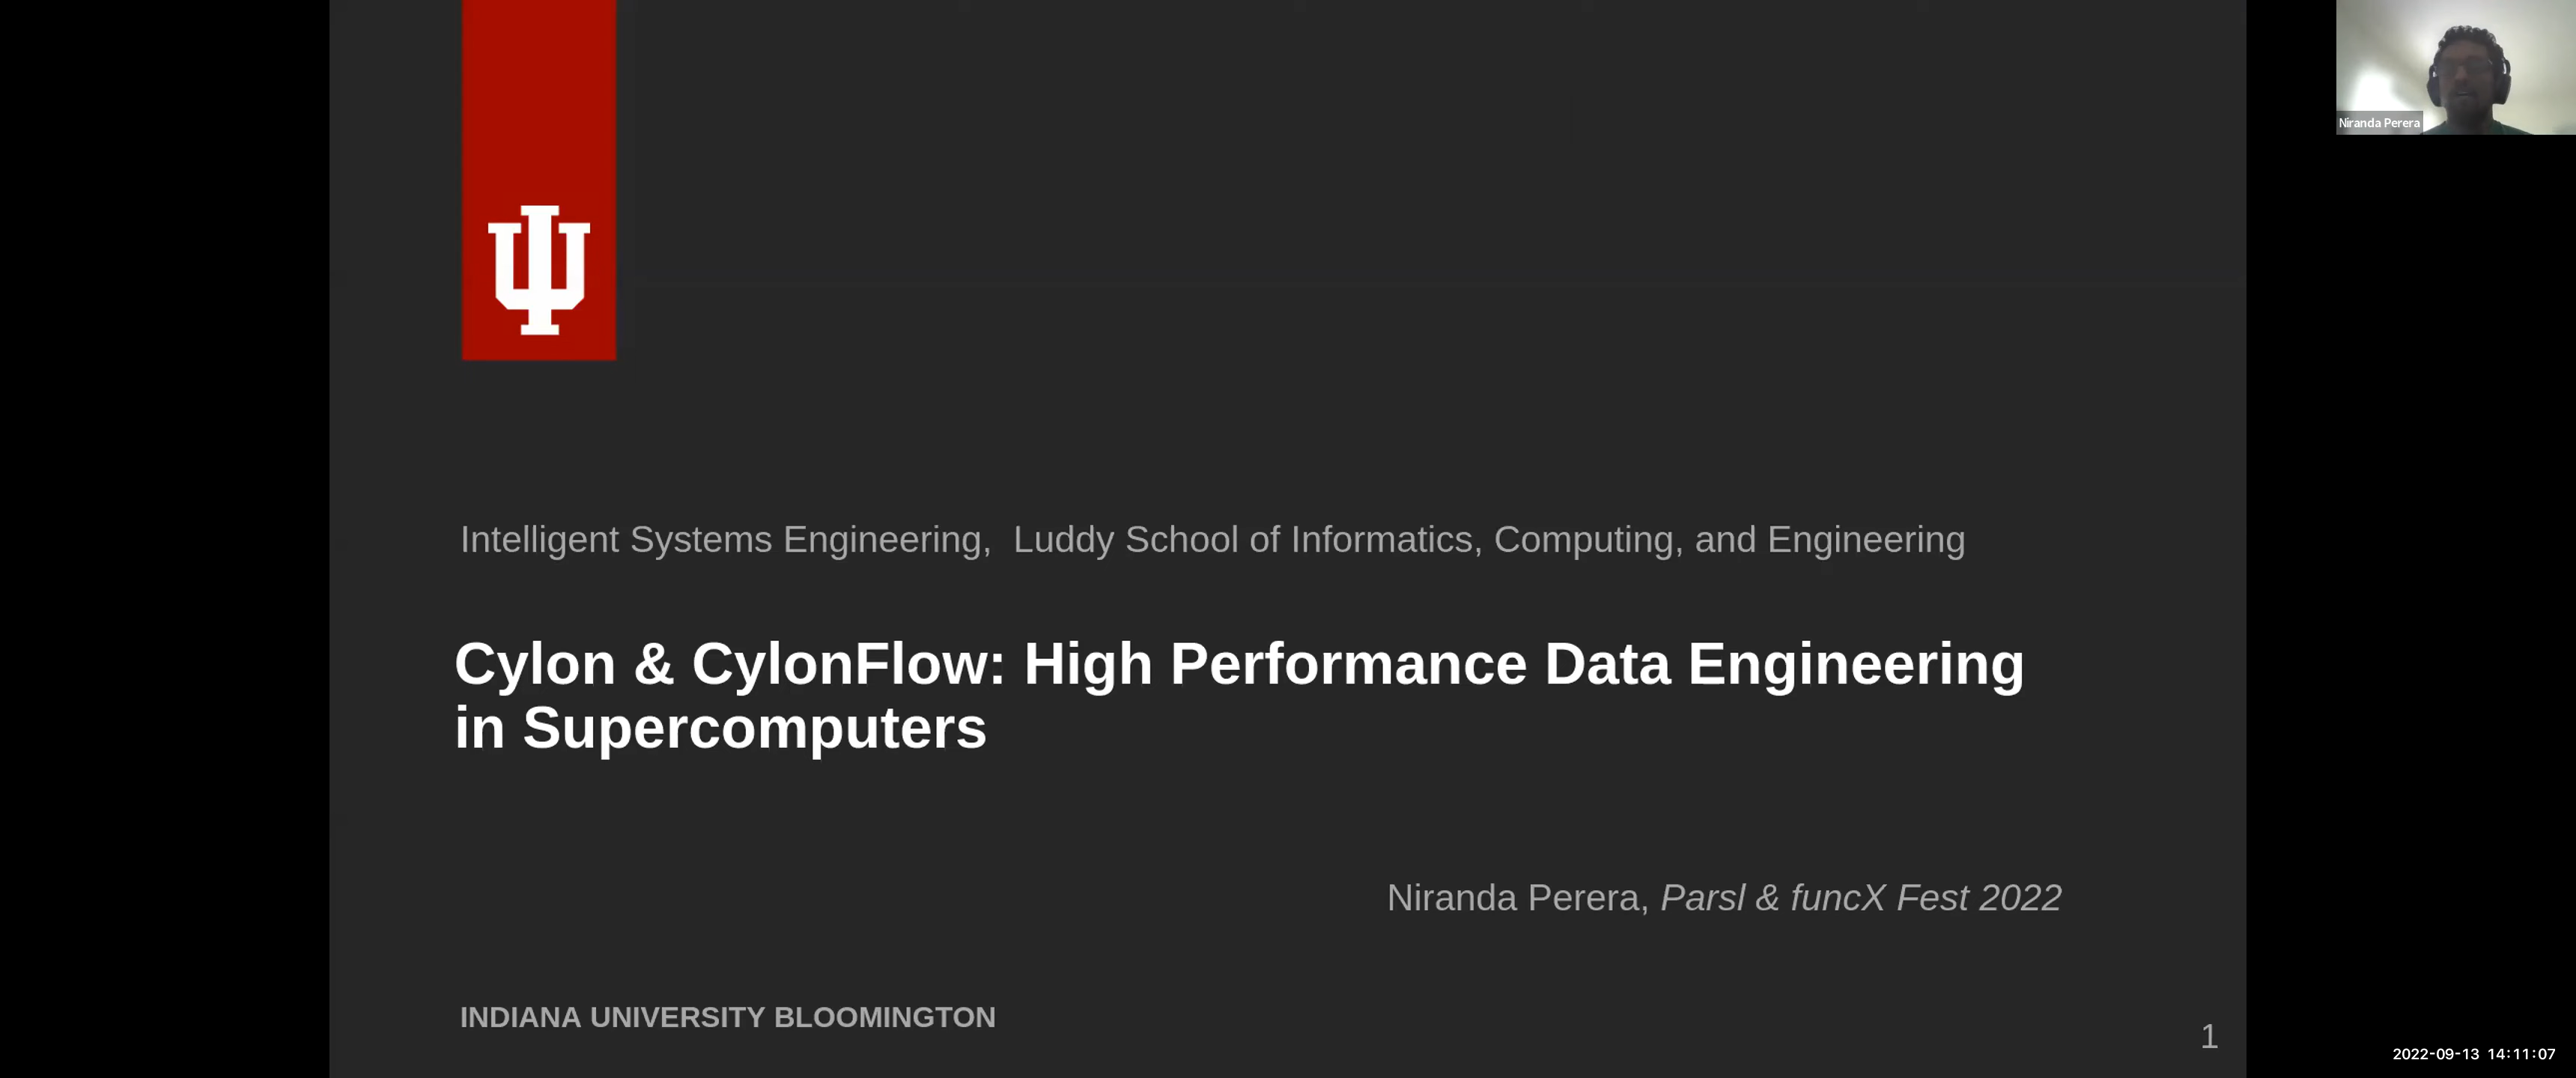 Niranda Perera
Intelligent Systems Engineering,  Luddy School of Informatics, Computing, and Engineering
Cylon & CylonFlow: High Performance Data Engineering
in Supercomputers
Niranda Perera, Parsl & funcX Fest 2022
INDIANA UNIVERSITY BLOOMINGTON
1
2022-09-13 14:11:07